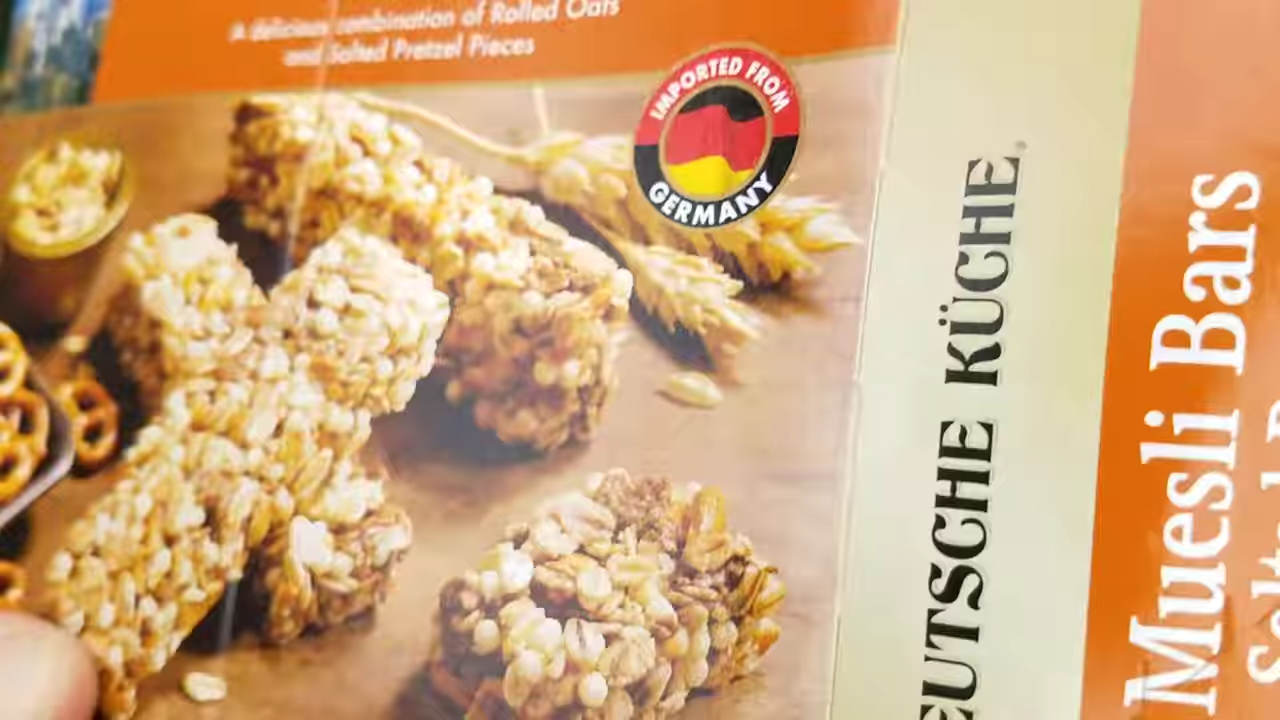 A delicious combination of Rolled Oats
and Salted Pretzel Pieces
IMPORTED FROM
GERMANY
EUTSCHE KÜCHE®
Muesli Bars